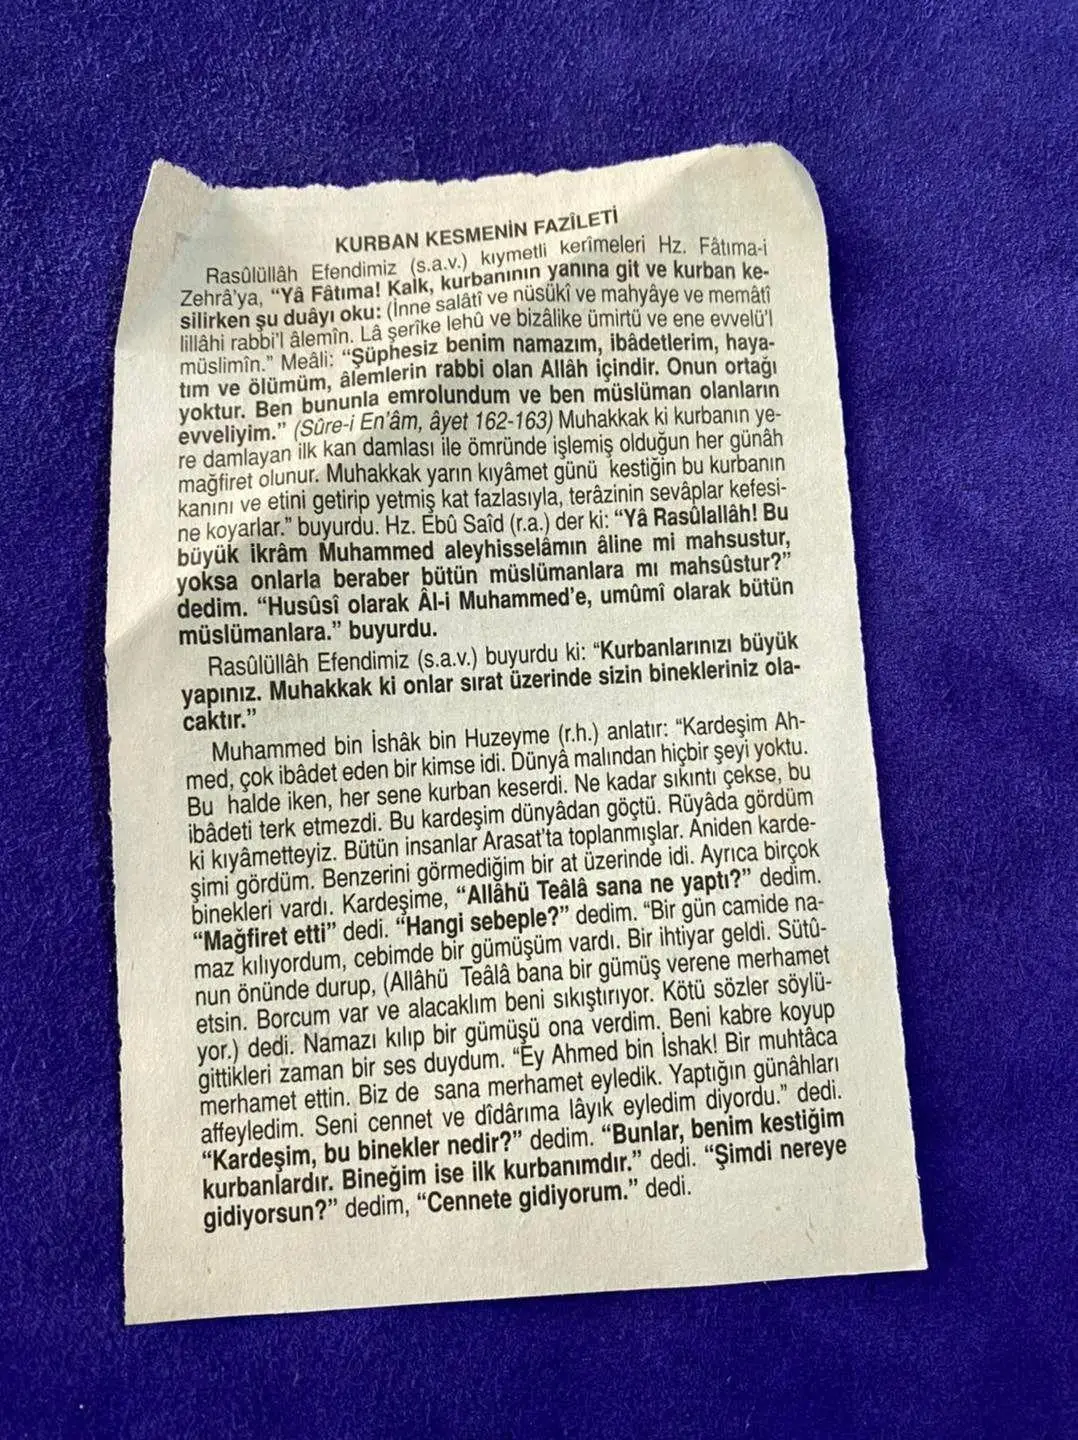 KURBAN KESMENİN FAZÎLETİ
Rasûlüllâh Efendimiz (s.a.v.) kıymetli kerîmeleri Hz. Fâtıma-i
Zehrâ'ya, “Yâ Fâtıma! Kalk, kurbanının yanına git ve kurban ke-
silirken şu duâyı oku: (İnne salâtî ve nüsükî ve mahyâye ve memâtî
lillâhi rabbi'l âlemîn. Lâ şerîke lehû ve bizâlike ümirtü ve ene evvelü'l
müslimîn.” Meâli: “Şüphesiz benim namazım, ibâdetlerim, haya-
tım ve ölümüm, âlemlerin rabbi olan Allâh içindir. Onun ortağı
yoktur. Ben bununla emrolundum ve ben müslüman olanların
evveliyim.” (Sûre-i En'âm, âyet 162-163) Muhakkak ki kurbanın ye-
re damlayan ilk kan damlası ile ömründe işlemiş olduğun her günâh
mağfiret olunur. Muhakkak yarın kıyâmet günü kestiğin bu kurbanın
kanını ve etini getirip yetmiş kat fazlasıyla, terâzinin sevâplar kefesi-
ne koyarlar.” buyurdu. Hz. Ebû Saîd (r.a.) der ki: “Yâ Rasûlallâh! Bu
büyük ikrâm Muhammed aleyhisselâmın âline mi mahsustur,
yoksa onlarla beraber bütün müslümanlara mı mahsûstur?”
dedim. “Husûsî olarak Âl-i Muhammed'e, umûmî olarak bütün
müslümanlara.” buyurdu.
Rasûlüllâh Efendimiz (s.a.v.) buyurdu ki: “Kurbanlarınızı büyük
yapınız. Muhakkak ki onlar sırat üzerinde sizin binekleriniz ola-
caktır.”
Muhammed bin İshâk bin Huzeyme (r.h.) anlatır: “Kardeşim Ah-
med, çok ibâdet eden bir kimse idi. Dünyâ malından hiçbir şeyi yoktu.
Bu halde iken, her sene kurban keserdi. Ne kadar sıkıntı çekse, bu
ibâdeti terk etmezdi. Bu kardeşim dünyâdan göçtü. Rüyâda gördüm
ki kıyâmetteyiz. Bütün insanlar Arasat'ta toplanmışlar. Aniden karde-
şimi gördüm. Benzerini görmediğim bir at üzerinde idi. Ayrıca birçok
binekleri vardı. Kardeşime, “Allâhü Teâlâ sana ne yaptı?” dedim.
“Mağfiret etti” dedi. “Hangi sebeple?” dedim. “Bir gün camide na-
maz kılıyordum, cebimde bir gümüşüm vardı. Bir ihtiyar geldi. Sütû-
nun önünde durup, (Allâhü Teâlâ bana bir gümüş verene merhamet
etsin. Borcum var ve alacaklım beni sıkıştırıyor. Kötü sözler söylü-
yor.) dedi. Namazı kılıp bir gümüşü ona verdim. Beni kabre koyup
gittikleri zaman bir ses duydum. “Ey Ahmed bin İshak! Bir muhtâca
merhamet ettin. Biz de sana merhamet eyledik. Yaptığın günâhları
affeyledim. Seni cennet ve dîdârıma lâyık eyledim diyordu.” dedi.
“Kardeşim, bu binekler nedir?” dedim. “Bunlar, benim kestiğim
kurbanlardır. Bineğim ise ilk kurbanımdır.” dedi. “Şimdi nereye
gidiyorsun?” dedim, “Cennete gidiyorum.” dedi.